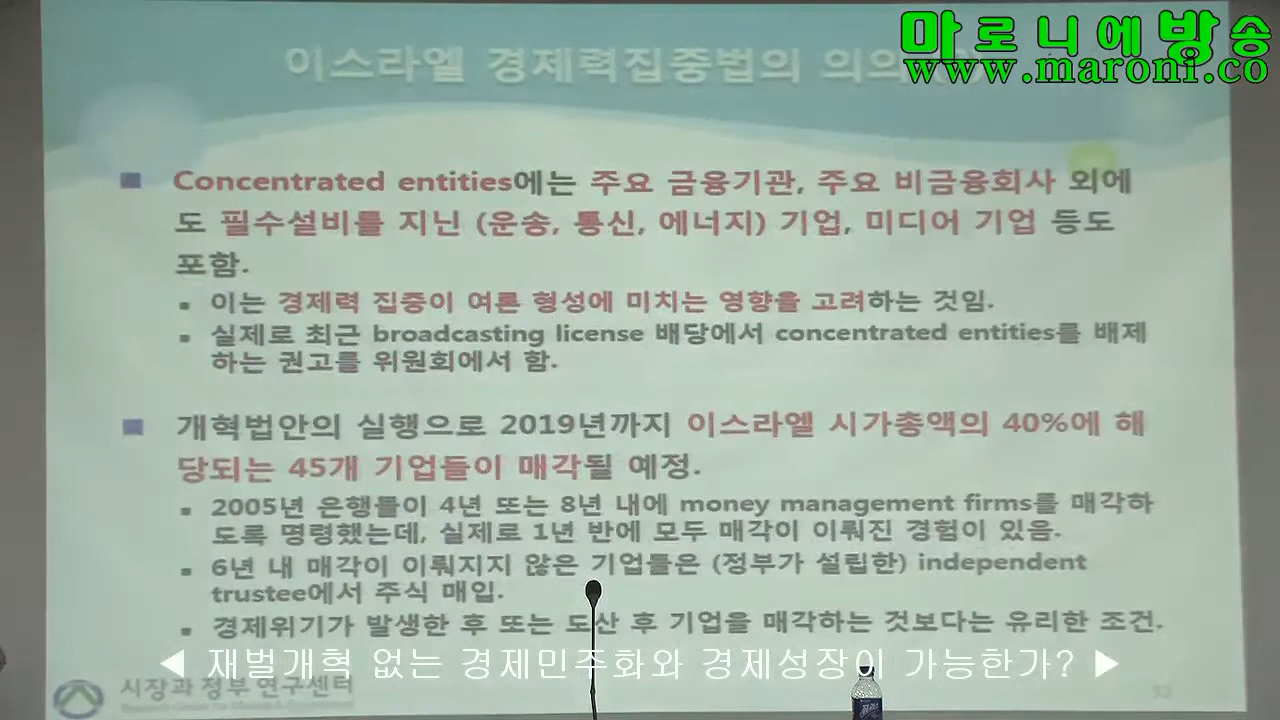 마로니에방송
www.maroni.co
이스라엘 경제력집중법의 의의
Concentrated entities에는 주요 금융기관, 주요 비금융회사 외에
도 필수설비를 지닌 (운송, 통신, 에너지) 기업, 미디어 기업 등도
포함.
이는 경제력 집중이 여론 형성에 미치는 영향을 고려하는 것임.
실제로 최근 broadcasting license 배당에서 concentrated entities를 배제
하는 권고를 위원회에서 함.
개혁법안의 실행으로 2019년까지 이스라엘 시가총액의 40%에 해
당되는 45개 기업들이 매각될 예정.
2005년 은행들이 4년 또는 8년 내에 money management firms를 매각하
도록 명령했는데, 실제로 1년 반에 모두 매각이 이뤄진 경험이 있음.
6년 내 매각이 이뤄지지 않은 기업들은 (정부가 설립한) independent
trustee에서 주식 매입.
경제위기가 발생한 후 또는 도산 후 기업을 매각하는 것보다는 유리한 조건.
◀ 재벌개혁 없는 경제민주화와 경제성장이 가능한가? ▶
시장과 정부 연구센터